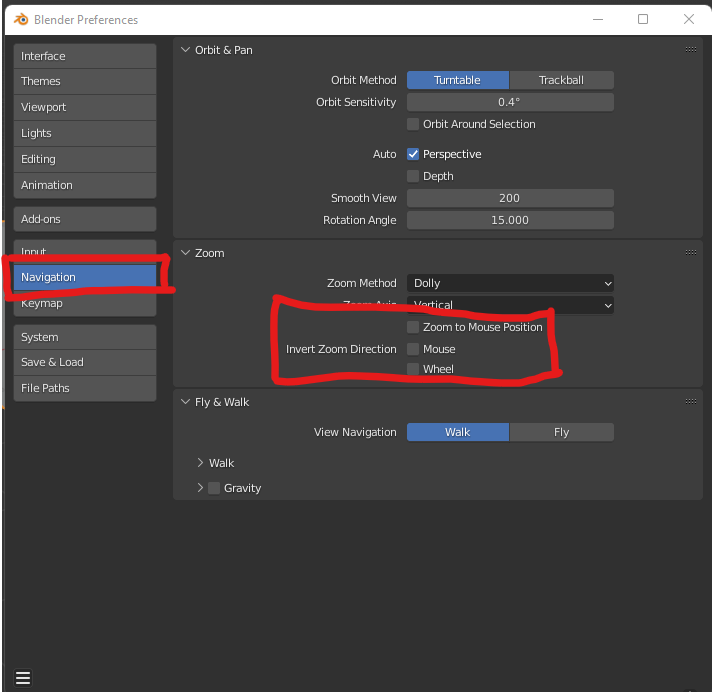 Blender Preferences
Interface
Themes
Viewport
Lights
Editing
Animation
Add-ons
Input
Navigation
Keymap
System
Save & Load
File Paths
Orbit & Pan
Orbit Method Turntable Trackball
Orbit Sensitivity 0.4°
Orbit Around Selection
Auto Perspective
Depth
Smooth View 200
Rotation Angle 15.000
Zoom
Zoom Method Dolly
Zoom Axis Vertical
Zoom to Mouse Position
Invert Zoom Direction Mouse
Wheel
Fly & Walk
View Navigation Walk Fly
Walk
Gravity